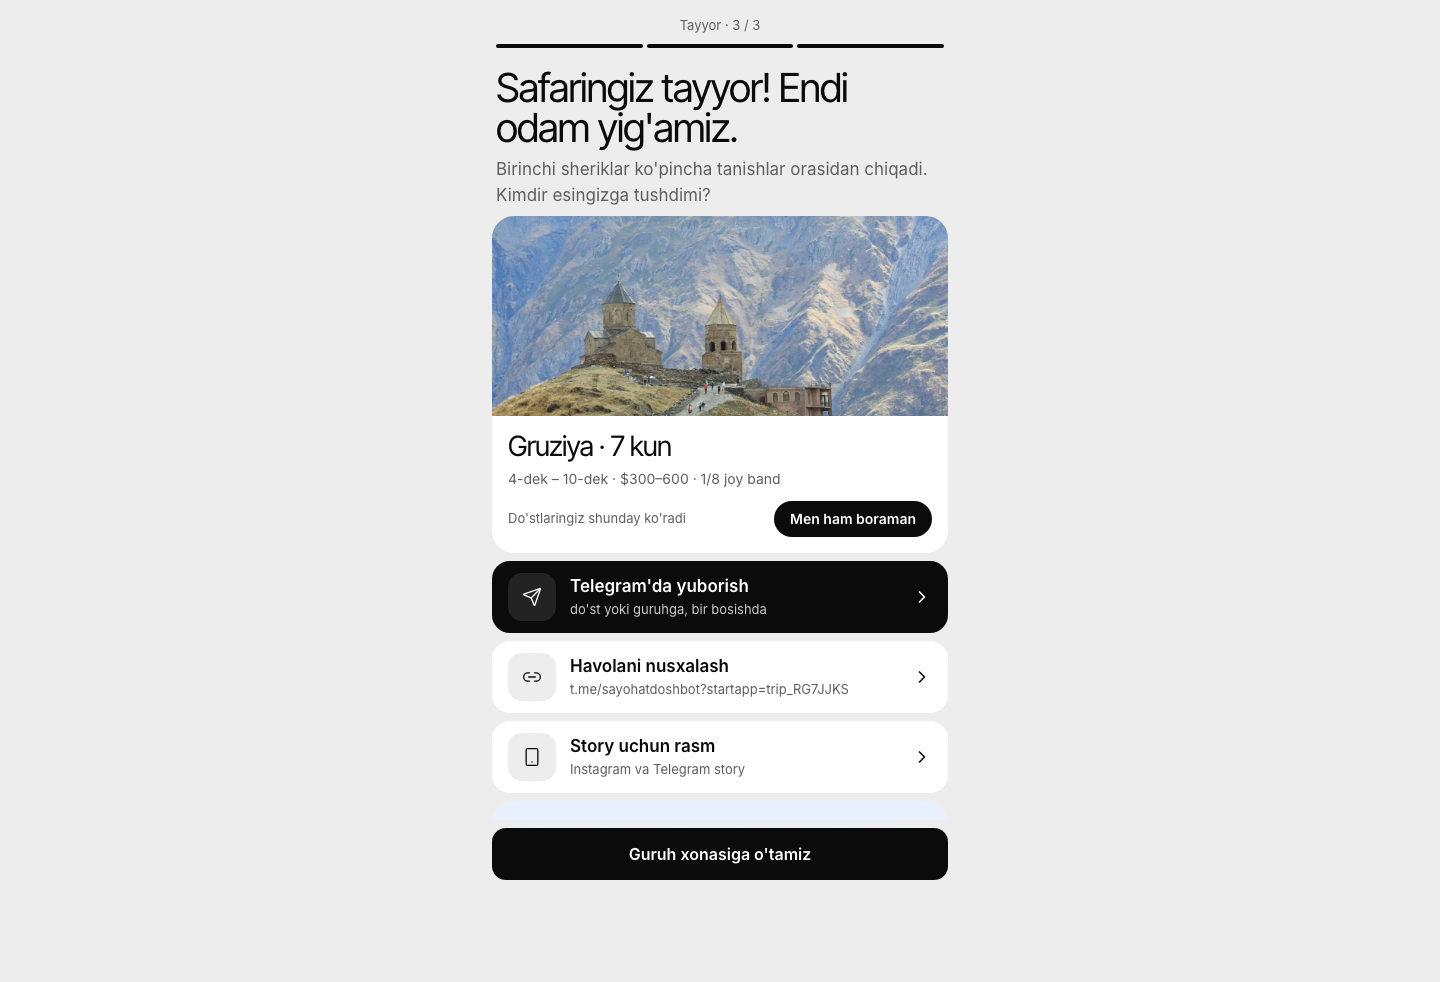 Tayyor · 3 / 3
Safaringiz tayyor! Endi
odam yig'amiz.
Birinchi sheriklar ko'pincha tanishlar orasidan chiqadi.
Kimdir esingizga tushdimi?
Gruziya · 7 kun
4-dek – 10-dek · $300–600 · 1/8 joy band
Do'stlaringiz shunday ko'radi
Men ham boraman
Telegram'da yuborish
do'st yoki guruhga, bir bosishda
Havolani nusxalash
t.me/sayohatdoshbot?startapp=trip_RG7JJKS
Story uchun rasm
Instagram va Telegram story
Guruh xonasiga o'tamiz